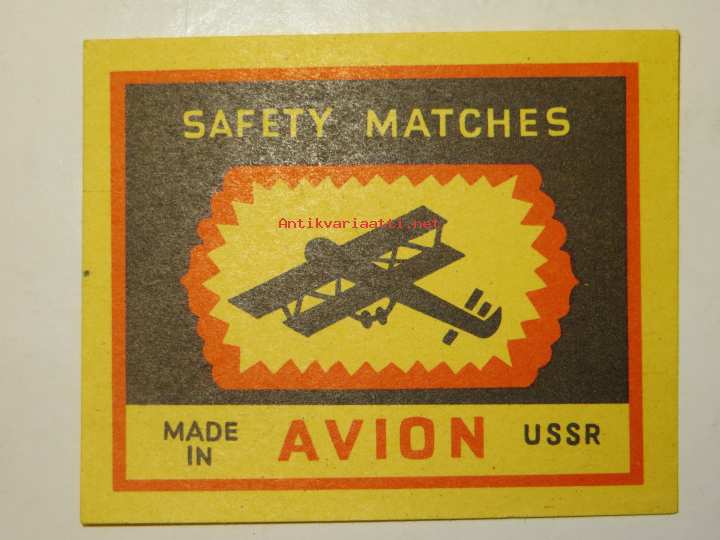 SAFETY MATCHES
Antikvariaatti.net
MADE IN
AVION
USSR